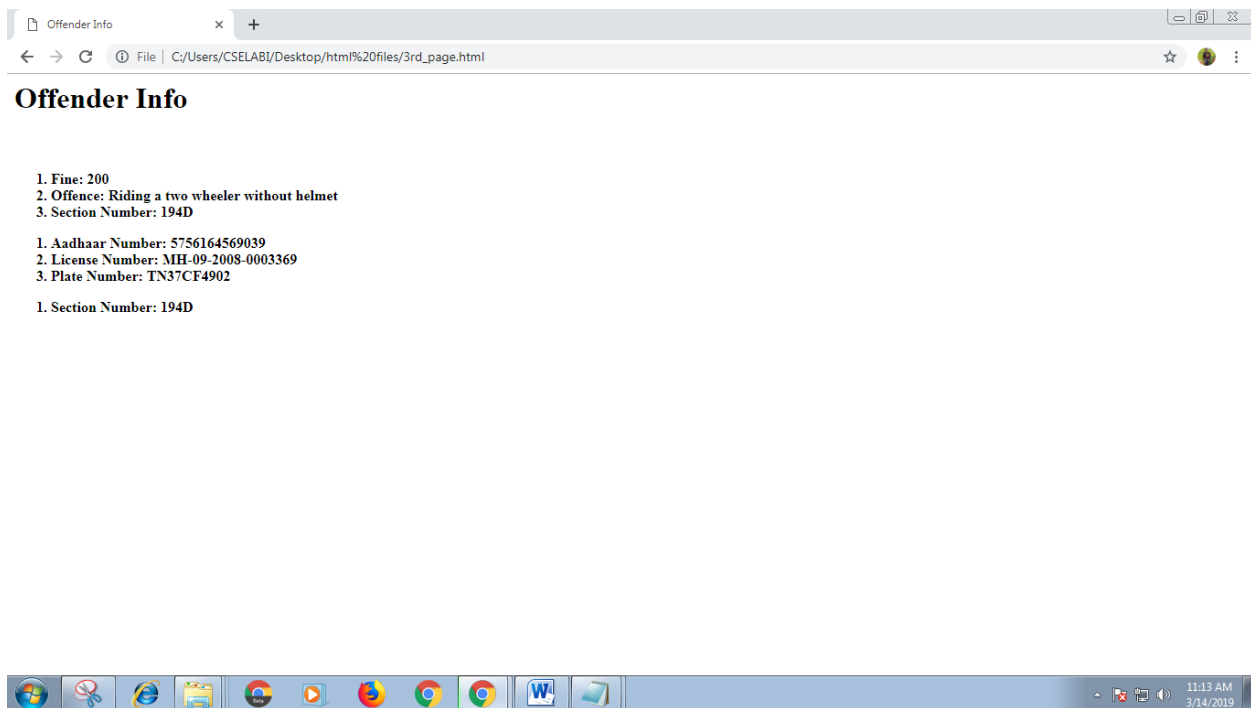 Offender Info
File | C:/Users/CSELABI/Desktop/html%20files/3rd_page.html
Offender Info
1. Fine: 200
2. Offence: Riding a two wheeler without helmet
3. Section Number: 194D
1. Aadhaar Number: 5756164569039
2. License Number: MH-09-2008-0003369
3. Plate Number: TN37CF4902
1. Section Number: 194D
Beta
W
11:13 AM
3/14/2019